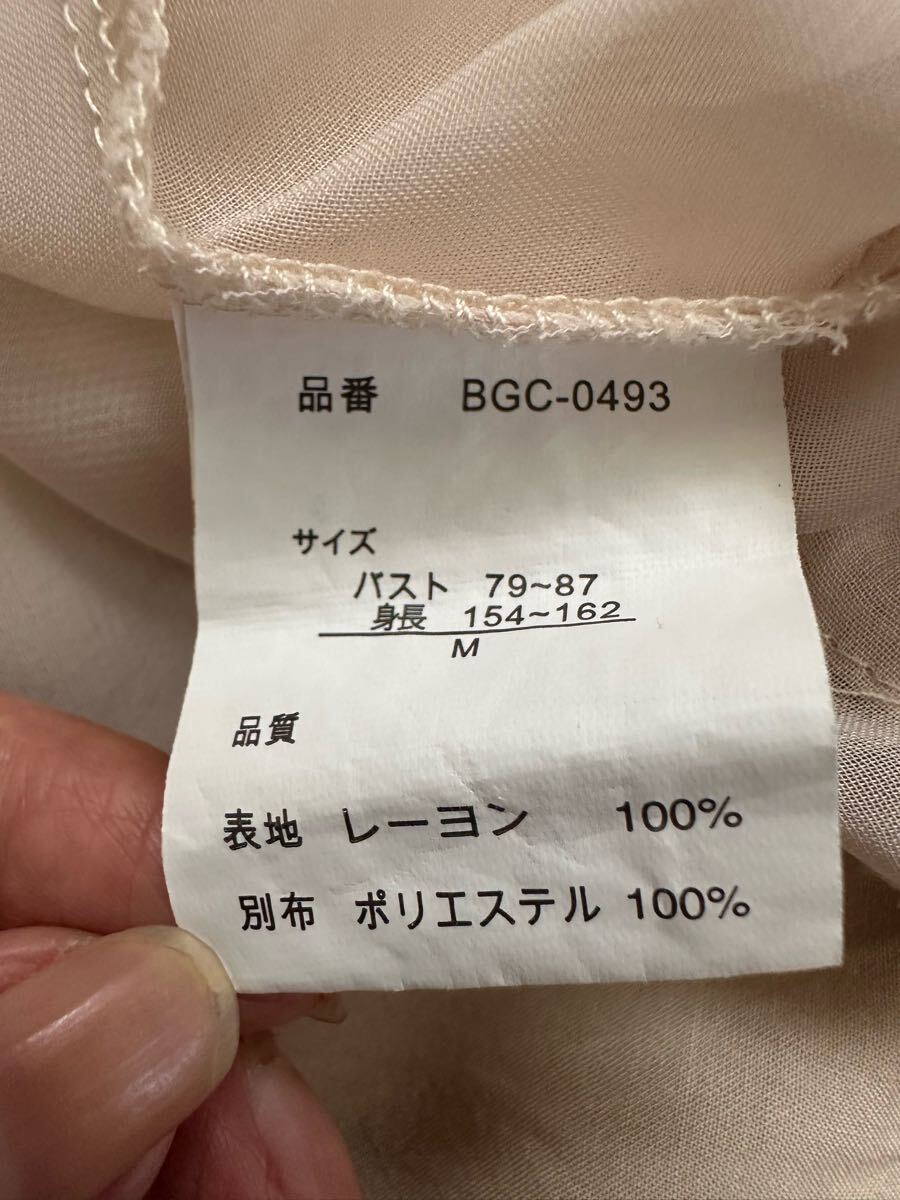 品番 BGC-0493
サイズ
バスト 79~87
身長 154~162
M
品質
表地 レーヨン 100%
別布 ポリエステル 100%